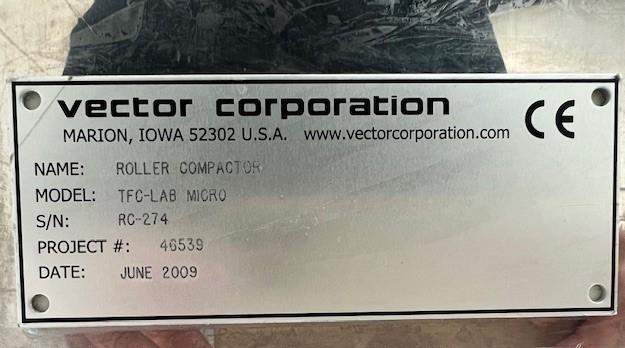 vector corporation
MARION, IOWA 52302 U.S.A. www.vectorcorporation.com
CE
NAME: ROLLER COMPACTOR
MODEL: TFC-LAB MICRO
S/N: RC-274
PROJECT #: 46539
DATE: JUNE 2009